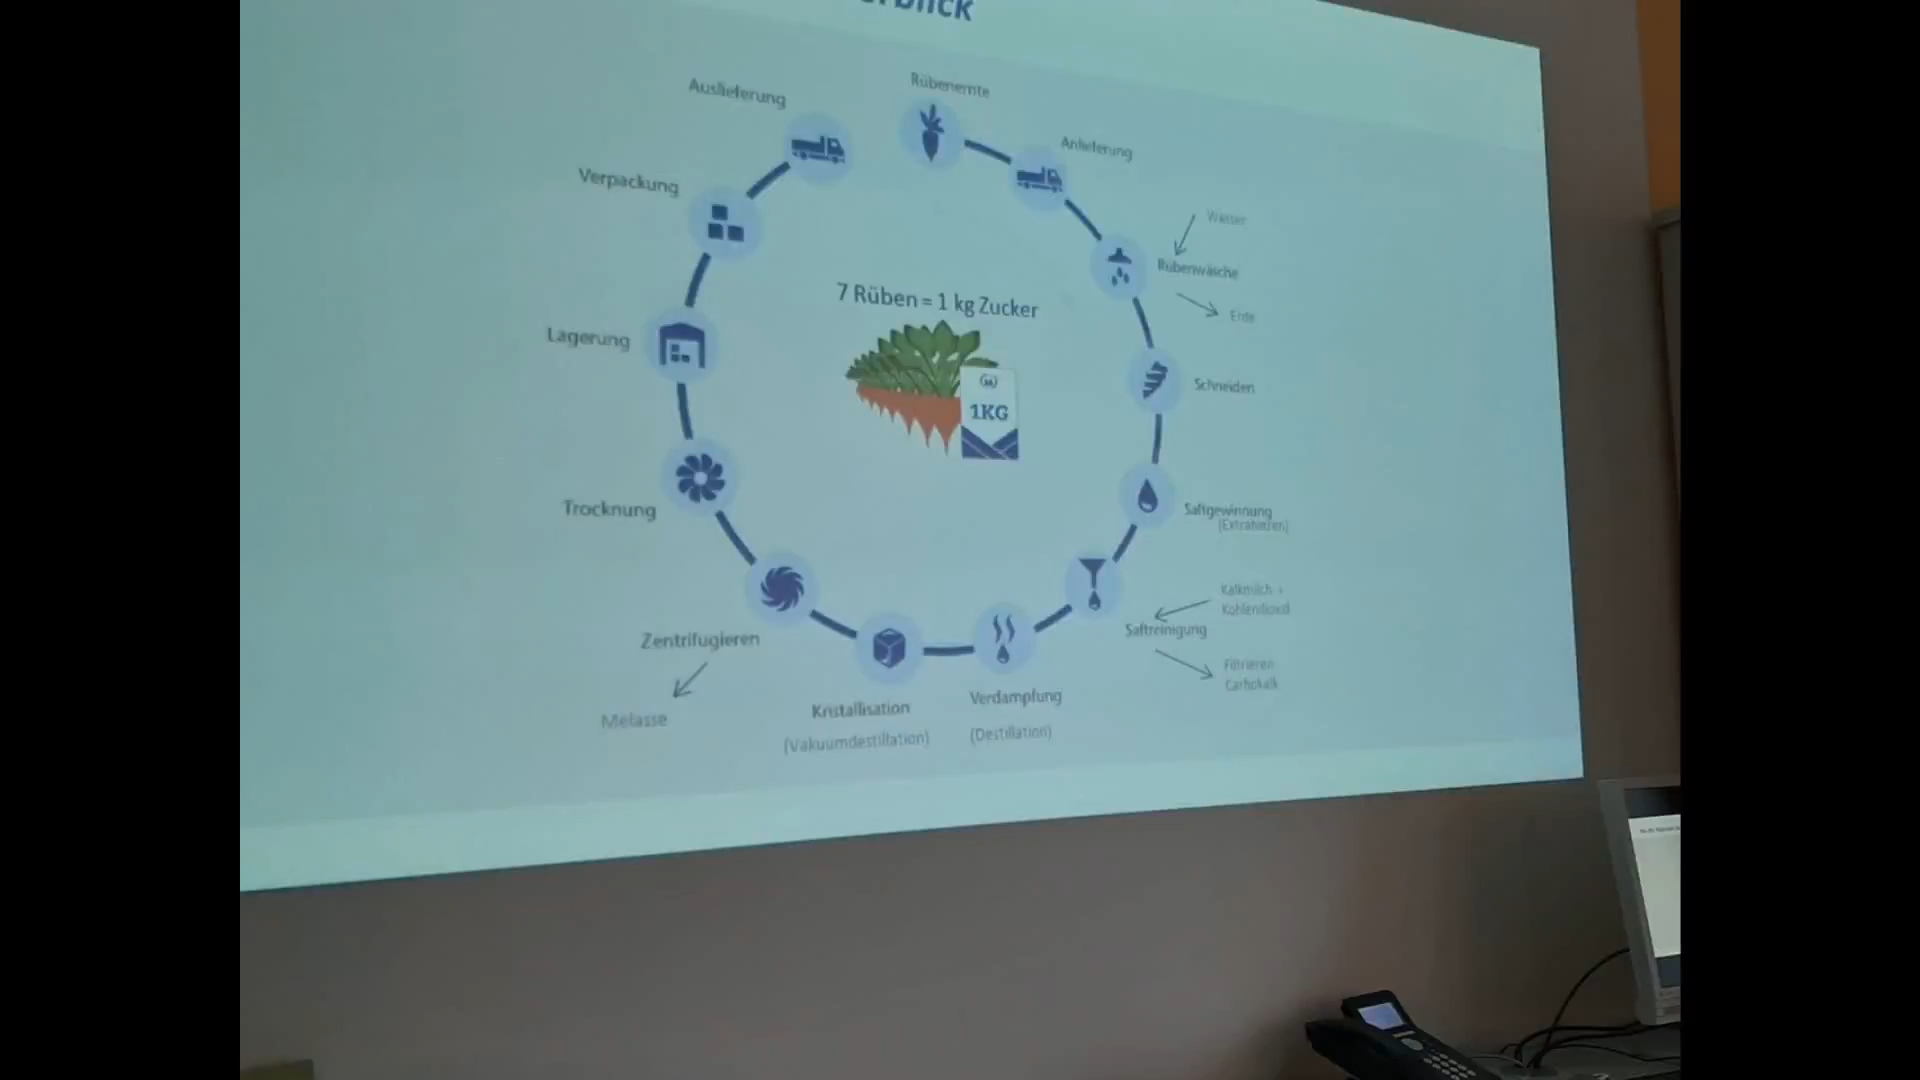 Rübenernte
Anlieferung
Wasser
Rübenwäsche
Erde
Schneiden
Saftgewinnung
(Extrahieren)
Kalkmilch +
Kohlendioxid
Saftreinigung
Filtrieren
Carbokalk
Verdampfung
(Destillation)
Kristallisation
(Vakuumdestillation)
Zentrifugieren
Melasse
Trocknung
Lagerung
Verpackung
Auslieferung
7 Rüben = 1 kg Zucker
1KG